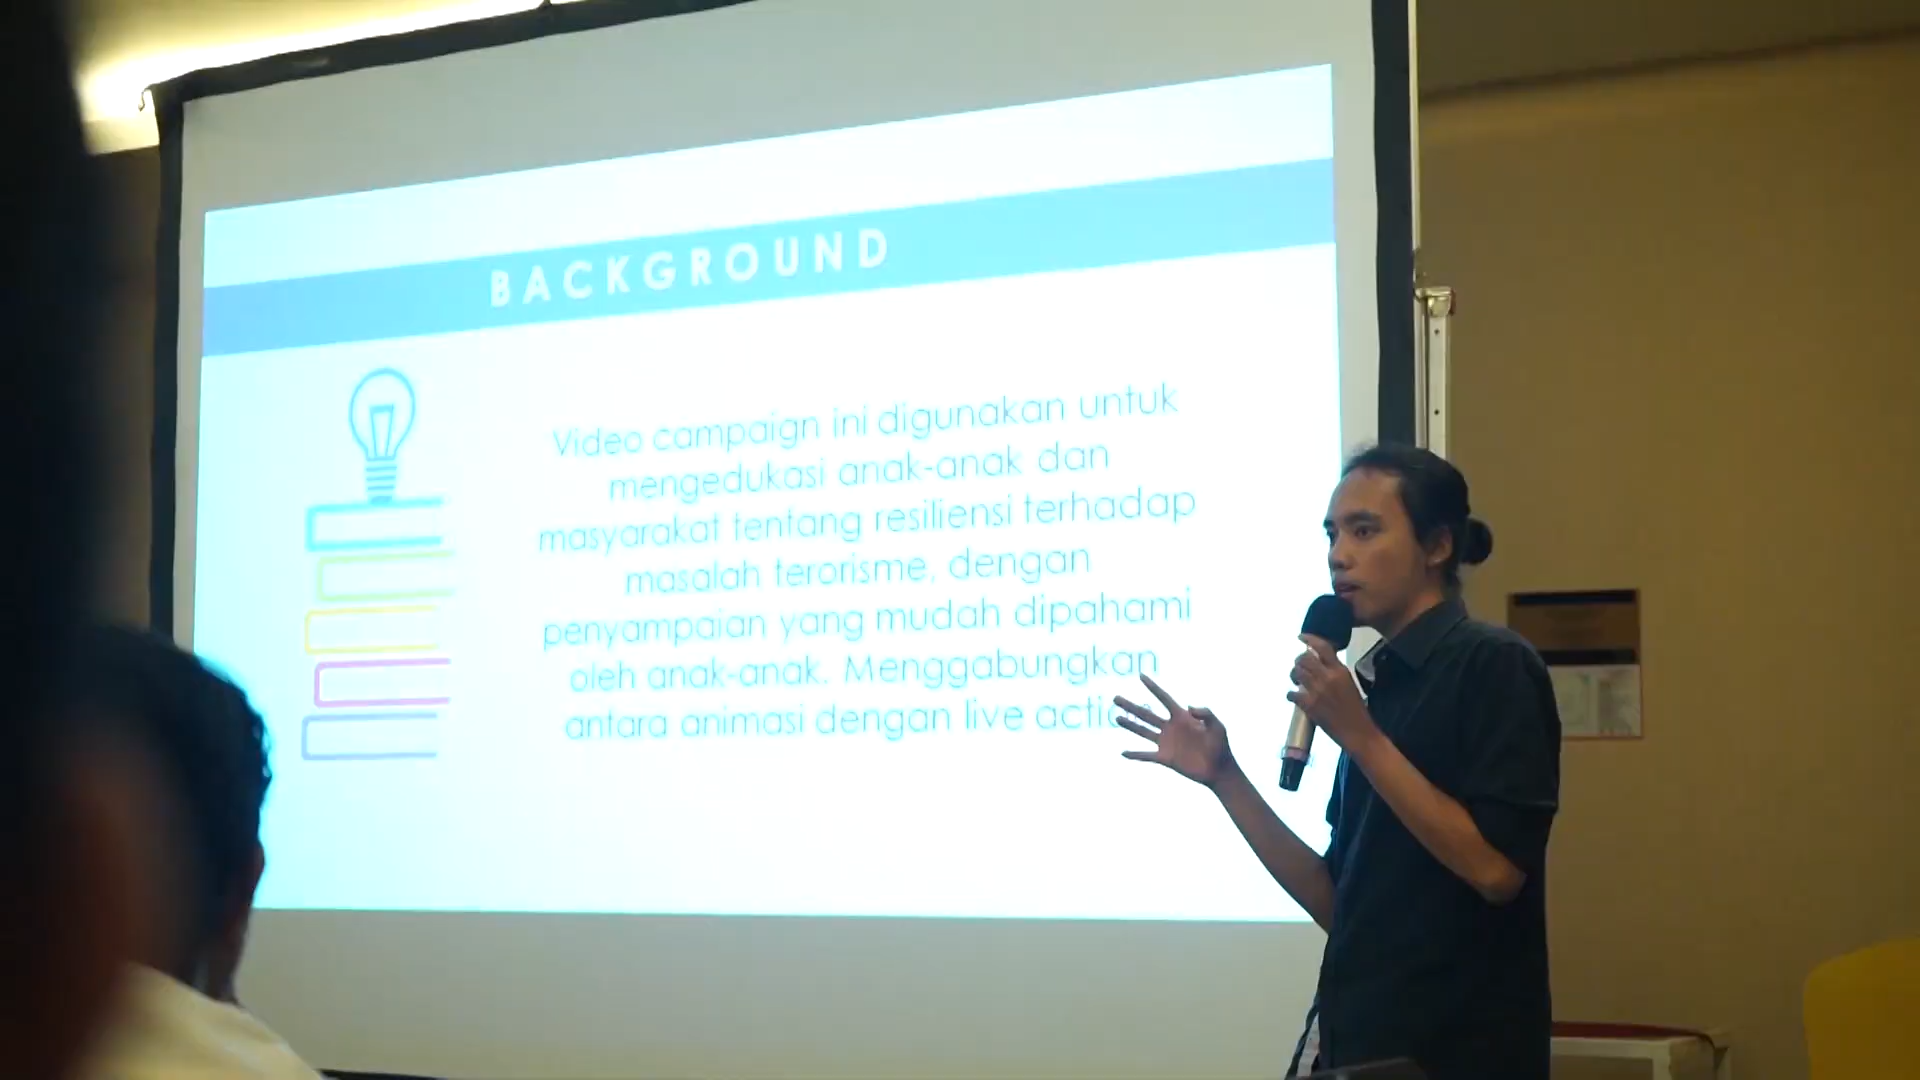 BACKGROUND
Video campaign ini digunakan untuk
mengedukasi anak-anak dan
masyarakat tentang resiliensi terhadap
masalah terorisme, dengan
penyampaian yang mudah dipahami
oleh anak-anak. Menggabungkan
antara animasi dengan live action